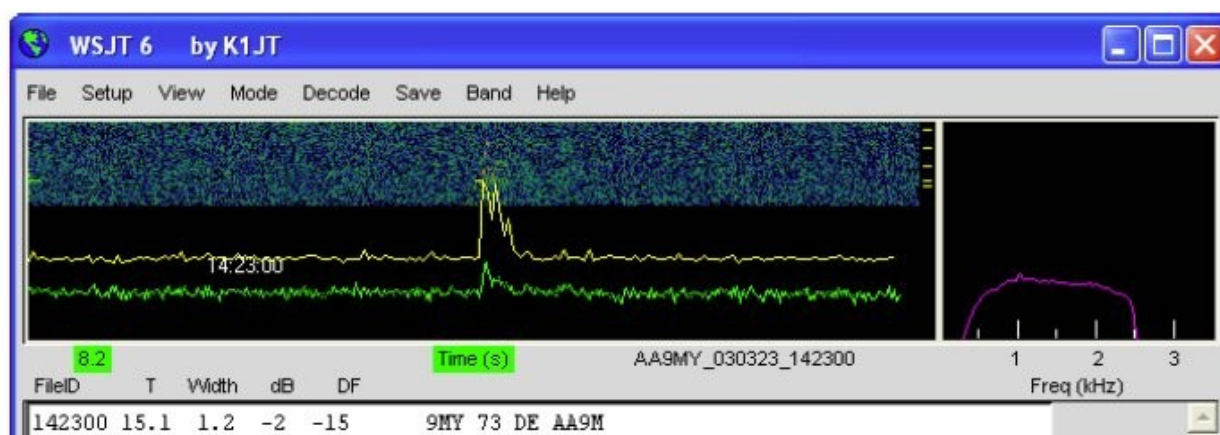 WSJT 6 by K1JT
File Setup View Mode Decode Save Band Help
14:23:00
8.2 Time (s) AA9MY_030323_142300 1 2 3
FileID T Width dB DF Freq (kHz)
142300 15.1 1.2 -2 -15 9MY 73 DE AA9M